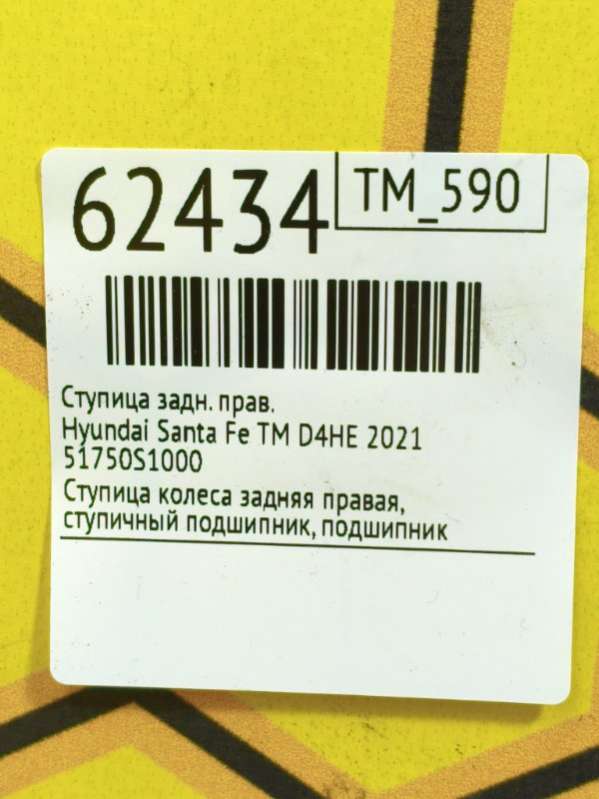 62434
TM_590
Ступица задн. прав.
Hyundai Santa Fe TM D4HE 2021
51750S1000
Ступица колеса задняя правая,
ступичный подшипник, подшипник